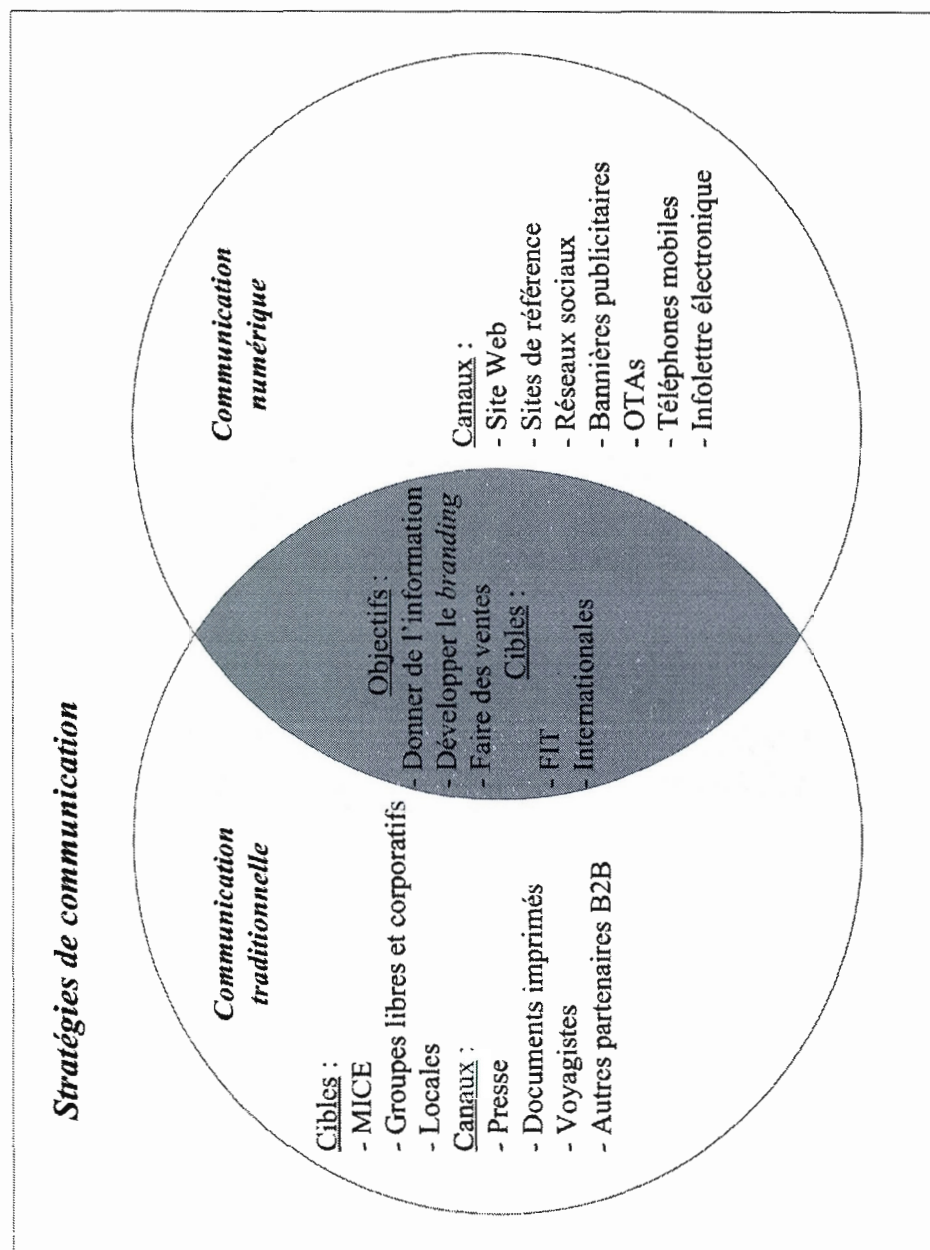 Stratégies de communication
Communication
traditionnelle
Cibles :
- MICE
- Groupes libres et corporatifs
- Locales
Canaux :
- Presse
- Documents imprimés
- Voyagistes
- Autres partenaires B2B
Objectifs :
- Donner de l'information
- Développer le branding
- Faire des ventes
Cibles :
- FIT
- Internationales
Communication
numérique
Canaux :
- Site Web
- Sites de référence
- Réseaux sociaux
- Bannières publicitaires
- OTAs
- Téléphones mobiles
- Infolettre électronique